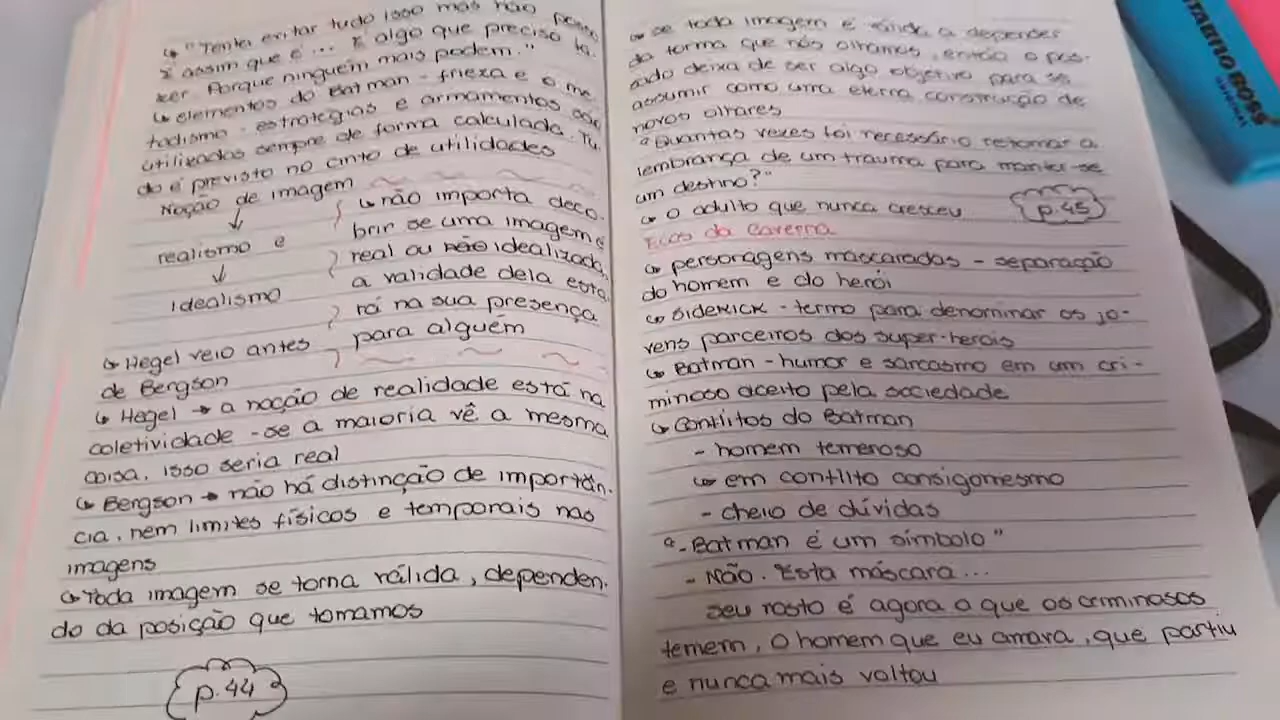 ↳ "Tentei evitar tudo isso mas não posso
É assim que é... É algo que preciso fa-
zer. Porque ninguém mais podem."
↳ elementos do Batman - frieza e o me-
todismo - estratégias e armamentos são
utilizadas sempre de forma calculada. Tu
do é previsto no cinto de utilidades
Noção de imagem
↓
realismo e
↓
idealismo
↳ não importa desco
brir se uma imagem é
real ou não idealizada,
a validade dela esta
rá na sua presença
para alguém
↳ Hegel veio antes
de Bergson
↳ Hegel → a noção de realidade está na
coletividade - se a maioria vê a mesma
coisa, isso seria real
↳ Bergson → não há distinção de importân-
cia, nem limites físicos e temporais nas
imagens
↳ Toda imagem se torna válida, dependen-
do da posição que tomamos
p.44
↳ se toda imagem é válida a depender
da forma que nós olhamos, então o pas-
sado deixa de ser algo objetivo para se
assumir como uma eterna construção de
novos olhares
"Quantas vezes foi necessário retomar a
lembrança de um trauma para manter-se
um destino?"
↳ o adulto que nunca cresceu
p.45
Ecos da caverna
↳ personagens mascarados - separação
do homem e do herói
↳ siderick - termo para denominar os jo-
vens parceiros dos super-heróis
↳ Batman - humor e sarcasmo em um cri-
minoso aceito pela sociedade
↳ Conflitos do Batman
- homem temeroso
↳ em conflito consigomesmo
- cheio de dúvidas
"- Batman é um símbolo"
- Não. Esta máscara...
seu rosto é agora o que os criminosos
temem, o homem que eu amara, que partiu
e nunca mais voltou
STABILO BOSS